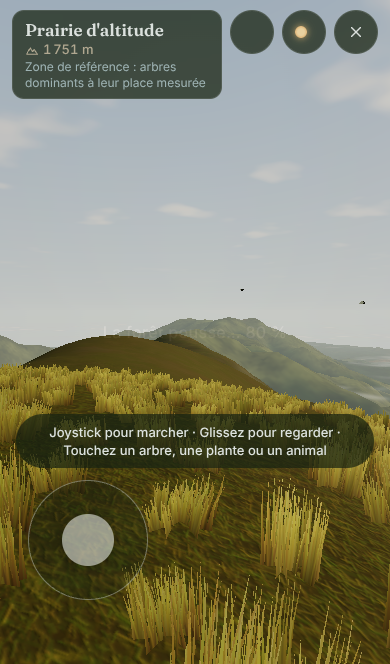 Prairie d'altitude
1 751 m
Zone de référence : arbres
dominants à leur place mesurée
Joystick pour marcher · Glissez pour regarder ·
Touchez un arbre, une plante ou un animal